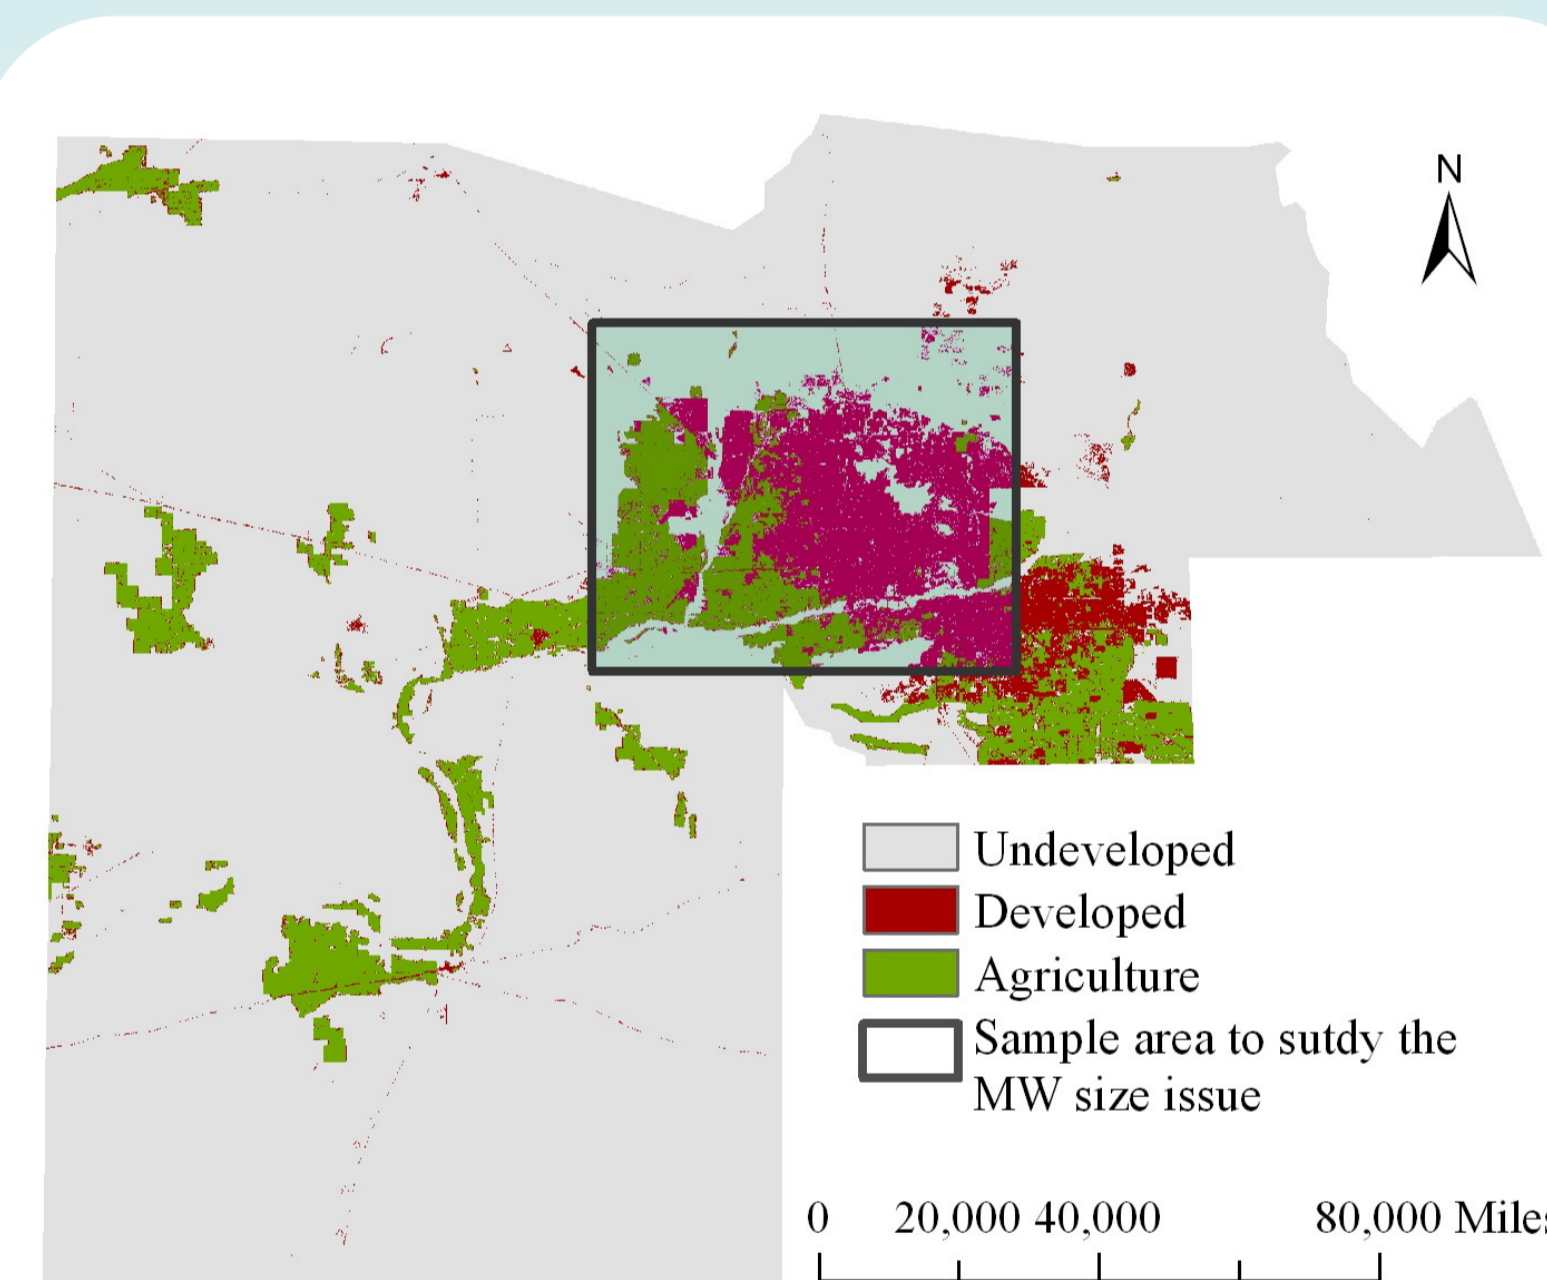 N
Undeveloped
Developed
Agriculture
Sample area to sutdy the
MW size issue
0 20,000 40,000 80,000 Miles